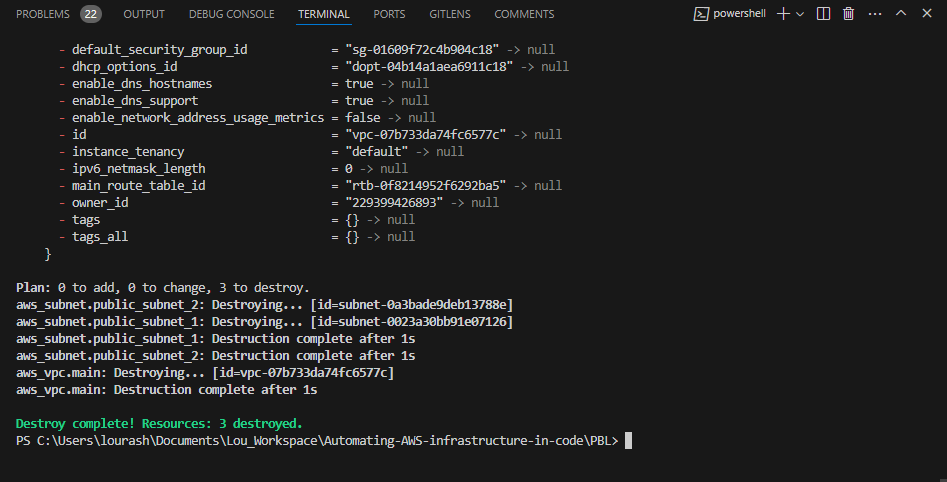 PROBLEMS 22 OUTPUT DEBUG CONSOLE TERMINAL PORTS GITLENS COMMENTS powershell
- default_security_group_id = "sg-01609f72c4b904c18" -> null
- dhcp_options_id = "dopt-04b14a1aea6911c18" -> null
- enable_dns_hostnames = true -> null
- enable_dns_support = true -> null
- enable_network_address_usage_metrics = false -> null
- id = "vpc-07b733da74fc6577c" -> null
- instance_tenancy = "default" -> null
- ipv6_netmask_length = 0 -> null
- main_route_table_id = "rtb-0f8214952f6292ba5" -> null
- owner_id = "229399426893" -> null
- tags = {} -> null
- tags_all = {} -> null
}
Plan: 0 to add, 0 to change, 3 to destroy.
aws_subnet.public_subnet_2: Destroying... [id=subnet-0a3bade9deb13788e]
aws_subnet.public_subnet_1: Destroying... [id=subnet-0023a30bb91e07126]
aws_subnet.public_subnet_1: Destruction complete after 1s
aws_subnet.public_subnet_2: Destruction complete after 1s
aws_vpc.main: Destroying... [id=vpc-07b733da74fc6577c]
aws_vpc.main: Destruction complete after 1s
Destroy complete! Resources: 3 destroyed.
PS C:\Users\lourash\Documents\Lou_Workspace\Automating-AWS-infrastructure-in-code\PBL>